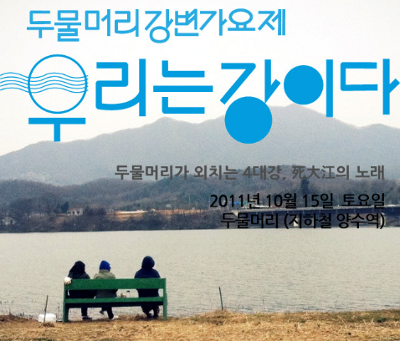 두물머리강변가요제
우리는강이다
두물머리가 외치는 4대강, 死大江의 노래
2011년 10월 15일 토요일
두물머리 (지하철 양수역)